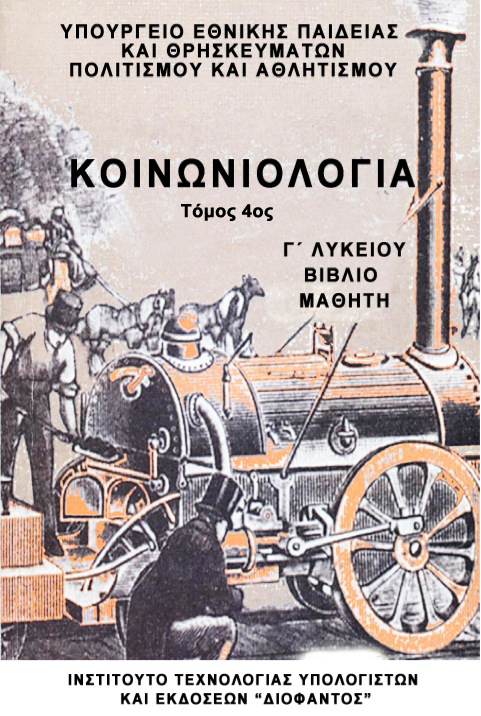 ΥΠΟΥΡΓΕΙΟ ΕΘΝΙΚΗΣ ΠΑΙΔΕΙΑΣ
ΚΑΙ ΘΡΗΣΚΕΥΜΑΤΩΝ
ΠΟΛΙΤΙΣΜΟΥ ΚΑΙ ΑΘΛΗΤΙΣΜΟΥ
ΚΟΙΝΩΝΙΟΛΟΓΙΑ
Τόμος 4ος
Γ΄ ΛΥΚΕΙΟΥ
ΒΙΒΛΙΟ
ΜΑΘΗΤΗ
ΙΝΣΤΙΤΟΥΤΟ ΤΕΧΝΟΛΟΓΙΑΣ ΥΠΟΛΟΓΙΣΤΩΝ
ΚΑΙ ΕΚΔΟΣΕΩΝ “ΔΙΟΦΑΝΤΟΣ”